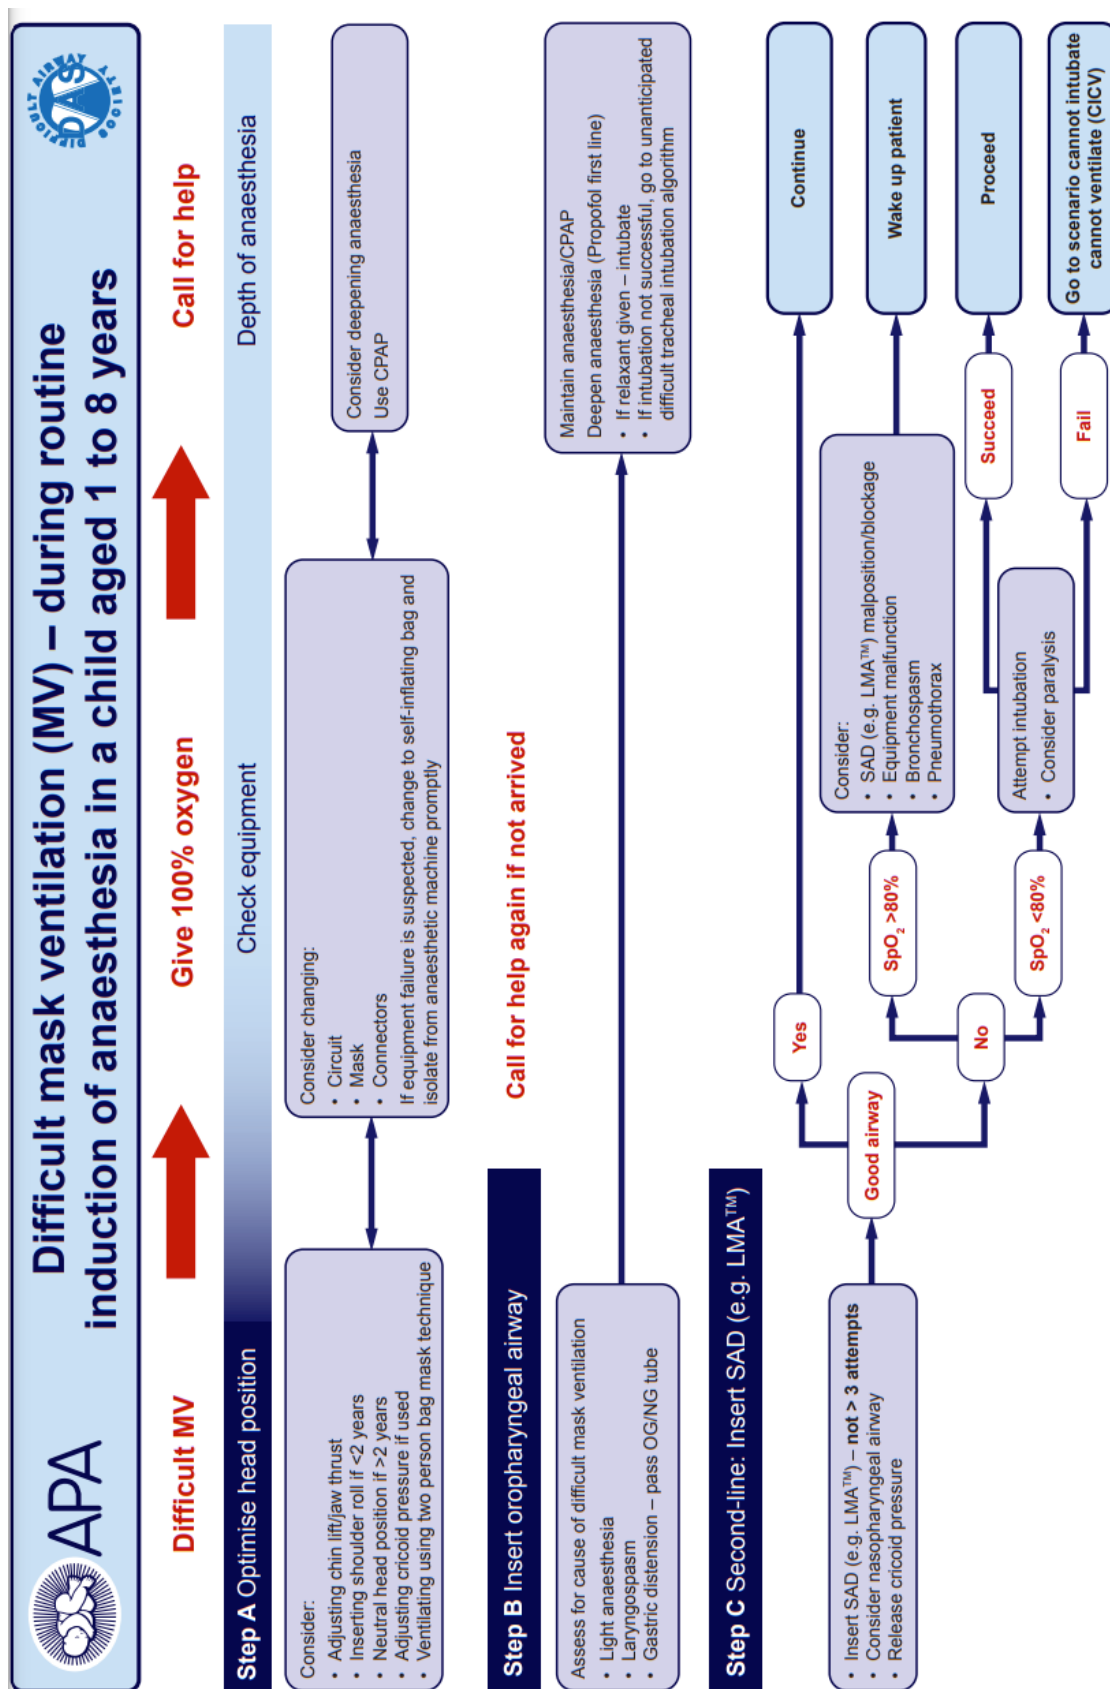 APA
Difficult mask ventilation (MV) – during routine
induction of anaesthesia in a child aged 1 to 8 years
DIFFICULT AIRWAY SOCIETY
DAS
Difficult MV
Give 100% oxygen
Call for help
Step A Optimise head position
Check equipment
Depth of anaesthesia
Consider:
• Adjusting chin lift/jaw thrust
• Inserting shoulder roll if <2 years
• Neutral head position if >2 years
• Adjusting cricoid pressure if used
• Ventilating using two person bag mask technique
Consider changing:
• Circuit
• Mask
• Connectors
If equipment failure is suspected, change to self-inflating bag and
isolate from anaesthetic machine promptly
Consider deepening anaesthesia
Use CPAP
Step B Insert oropharyngeal airway
Call for help again if not arrived
Assess for cause of difficult mask ventilation
• Light anaesthesia
• Laryngospasm
• Gastric distension – pass OG/NG tube
Maintain anaesthesia/CPAP
Deepen anaesthesia (Propofol first line)
• If relaxant given – intubate
• If intubation not successful, go to unanticipated
difficult tracheal intubation algorithm
Step C Second-line: Insert SAD (e.g. LMA™)
• Insert SAD (e.g. LMA™) – not > 3 attempts
• Consider nasopharyngeal airway
• Release cricoid pressure
Good airway
Yes
Continue
No
SpO2 >80%
Consider:
• SAD (e.g. LMA™) malposition/blockage
• Equipment malfunction
• Bronchospasm
• Pneumothorax
Wake up patient
SpO2 <80%
Attempt intubation
• Consider paralysis
Succeed
Proceed
Fail
Go to scenario cannot intubate
cannot ventilate (CICV)